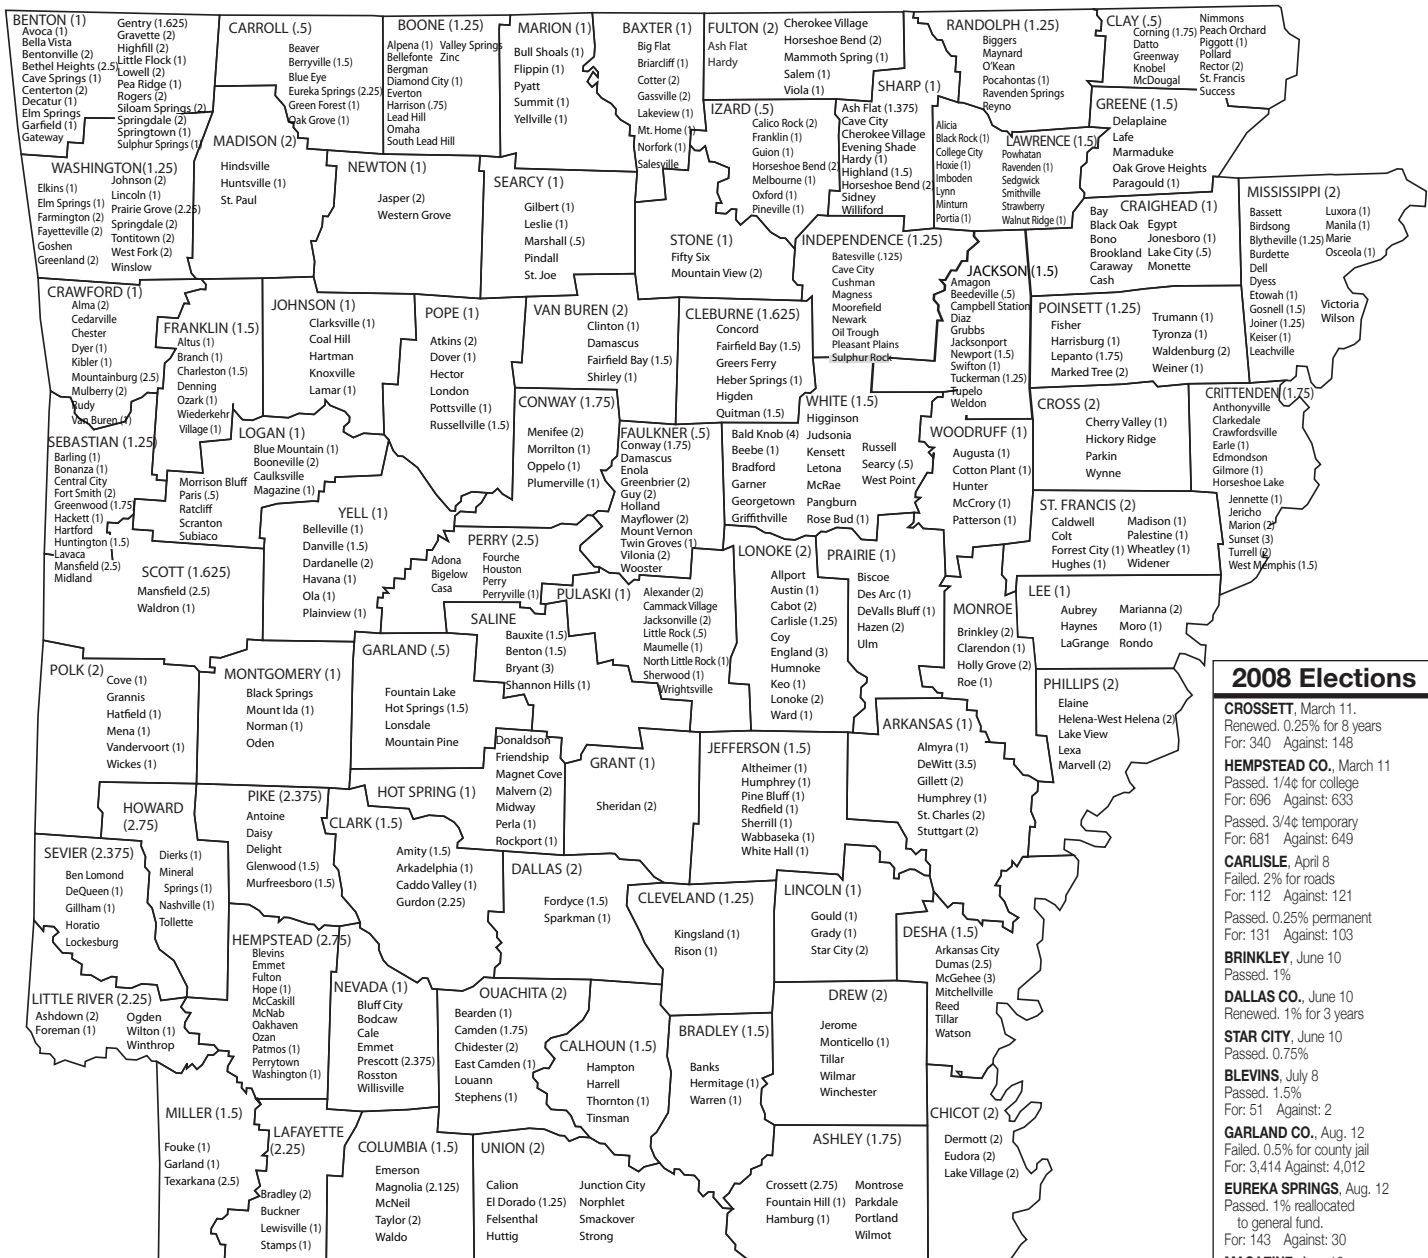 BENTON (1)
Avoca (1)
Bella Vista
Bentonville (2)
Bethel Heights (2.5)
Cave Springs (1)
Centerton (2)
Decatur (1)
Elm Springs
Garfield (1)
Gateway
Gentry (1.625)
Gravette (2)
Highfill (2)
Little Flock (1)
Lowell (2)
Pea Ridge (1)
Rogers (2)
Siloam Springs (2)
Springdale (2)
Springtown (1)
Sulphur Springs (1)
CARROLL (.5)
Beaver
Berryville (1.5)
Blue Eye
Eureka Springs (2.25)
Green Forest (1)
Oak Grove (1)
BOONE (1.25)
Alpena (1) Valley Springs
Bellefonte Zinc
Bergman
Diamond City (1)
Everton
Harrison (.75)
Lead Hill
Omaha
South Lead Hill
MARION (1)
Bull Shoals (1)
Flippin (1)
Pyatt
Summit (1)
Yellville (1)
BAXTER (1)
Big Flat
Briarcliff (1)
Cotter (2)
Gassville (2)
Lakeview (1)
Mt. Home (1)
Norfork (1)
Salesville
FULTON (2)
Ash Flat
Hardy
Cherokee Village
Horseshoe Bend (2)
Mammoth Spring (1)
Salem (1)
Viola (1)
SHARP (1)
Ash Flat (1.375)
Cave City
Cherokee Village
Evening Shade
Hardy (1)
Highland (1.5)
Horseshoe Bend (2)
Sidney
Williford
RANDOLPH (1.25)
Biggers
Maynard
O'Kean
Pocahontas (1)
Ravenden Springs
Reyno
CLAY (.5)
Corning (1.75)
Datto
Greenway
Knobel
McDougal
Nimmons
Peach Orchard
Piggott (1)
Pollard
Rector (2)
St. Francis
Success
GREENE (1.5)
Delaplaine
Lafe
Marmaduke
Oak Grove Heights
Paragould (1)
IZARD (.5)
Calico Rock (2)
Franklin (1)
Guion (1)
Horseshoe Bend (2)
Melbourne (1)
Oxford (1)
Pineville (1)
LAWRENCE (1.5)
Alicia
Black Rock (1)
College City
Hoxie (1)
Imboden
Lynn
Minturn
Portia (1)
Powhatan
Ravenden (1)
Sedgwick
Smithville
Strawberry
Walnut Ridge (1)
MADISON (2)
Hindsville
Huntsville (1)
St. Paul
WASHINGTON(1.25)
Elkins (1)
Elm Springs (1)
Farmington (2)
Fayetteville (2)
Goshen
Greenland (2)
Johnson (2)
Lincoln (1)
Prairie Grove (2.25)
Springdale (2)
Tontitown (2)
West Fork (2)
Winslow
NEWTON (1)
Jasper (2)
Western Grove
SEARCY (1)
Gilbert (1)
Leslie (1)
Marshall (.5)
Pindall
St. Joe
STONE (1)
Fifty Six
Mountain View (2)
INDEPENDENCE (1.25)
Batesville (.125)
Cave City
Cushman
Magness
Moorefield
Newark
Oil Trough
Pleasant Plains
Sulphur Rock
JACKSON (1.5)
Amagon
Beedeville (.5)
Campbell Station
Diaz
Grubbs
Jacksonport
Newport (1.5)
Swifton (1)
Tuckerman (1.25)
Tupelo
Weldon
CRAIGHEAD (1)
Bay
Black Oak
Bono
Brookland
Caraway
Cash
Egypt
Jonesboro (1)
Lake City (.5)
Monette
MISSISSIPPI (2)
Bassett
Birdsong
Blytheville (1.25)
Burdette
Dell
Dyess
Etowah (1)
Gosnell (1.5)
Joiner (1.25)
Keiser (1)
Leachville
Luxora (1)
Manila (1)
Marie
Osceola (1)
Victoria
Wilson
CRAWFORD (1)
Alma (2)
Cedarville
Chester
Dyer (1)
Kibler (1)
Mountainburg (2.5)
Mulberry (2)
Rudy
Van Buren (1)
FRANKLIN (1.5)
Altus (1)
Branch (1)
Charleston (1.5)
Denning
Ozark (1)
Wiederkehr
Village (1)
JOHNSON (1)
Clarksville (1)
Coal Hill
Hartman
Knoxville
Lamar (1)
POPE (1)
Atkins (2)
Dover (1)
Hector
London
Pottsville (1)
Russellville (1.5)
VAN BUREN (2)
Clinton (1)
Damascus
Fairfield Bay (1.5)
Shirley (1)
CLEBURNE (1.625)
Concord
Fairfield Bay (1.5)
Greers Ferry
Heber Springs (1)
Higden
Quitman (1.5)
POINSETT (1.25)
Fisher
Harrisburg (1)
Lepanto (1.75)
Marked Tree (2)
Trumann (1)
Tyronza (1)
Waldenburg (2)
Weiner (1)
SEBASTIAN (1.25)
Barling (1)
Bonanza (1)
Central City
Fort Smith (2)
Greenwood (1.75)
Hackett (1)
Hartford
Huntington (1.5)
Lavaca
Mansfield (2.5)
Midland
LOGAN (1)
Blue Mountain (1)
Booneville (2)
Caulksville
Magazine (1)
Morrison Bluff
Paris (.5)
Ratcliff
Scranton
Subiaco
CONWAY (1.75)
Menifee (2)
Morrilton (1)
Oppelo (1)
Plumerville (1)
FAULKNER (.5)
Conway (1.75)
Damascus
Enola
Greenbrier (2)
Guy (2)
Holland
Mayflower (2)
Mount Vernon
Twin Groves (1)
Vilonia (2)
Wooster
WHITE (1.5)
Bald Knob (4)
Beebe (1)
Bradford
Garner
Georgetown
Griffithville
Higginson
Judsonia
Kensett
Letona
McRae
Pangburn
Rose Bud (1)
Russell
Searcy (.5)
West Point
WOODRUFF (1)
Augusta (1)
Cotton Plant (1)
Hunter
McCrory (1)
Patterson (1)
CROSS (2)
Cherry Valley (1)
Hickory Ridge
Parkin
Wynne
CRITTENDEN(1.75)
Anthonyville
Clarkedale
Crawfordsville
Earle (1)
Edmondson
Gilmore (1)
Horseshoe Lake
Jennette (1)
Jericho
Marion (2)
Sunset (3)
Turrell (2)
West Memphis (1.5)
YELL (1)
Belleville (1)
Danville (1.5)
Dardanelle (2)
Havana (1)
Ola (1)
Plainview (1)
PERRY (2.5)
Adona
Bigelow
Casa
Fourche
Houston
Perry
Perryville (1)
SCOTT (1.625)
Mansfield (2.5)
Waldron (1)
ST. FRANCIS (2)
Caldwell
Colt
Forrest City (1)
Hughes (1)
Madison (1)
Palestine (1)
Wheatley (1)
Widener
LONOKE (2)
Allport
Austin (1)
Cabot (2)
Carlisle (1.25)
Coy
England (3)
Humnoke
Keo (1)
Lonoke (2)
Ward (1)
PRAIRIE (1)
Biscoe
Des Arc (1)
DeValls Bluff (1)
Hazen (2)
Ulm
PULASKI (1)
Alexander (2)
Cammack Village
Jacksonville (2)
Little Rock (.5)
Maumelle (1)
North Little Rock (1)
Sherwood (1)
Wrightsville
SALINE
Bauxite (1.5)
Benton (1.5)
Bryant (3)
Shannon Hills (1)
MONROE
Brinkley (2)
Clarendon (1)
Holly Grove (2)
Roe (1)
LEE (1)
Aubrey
Haynes
LaGrange
Marianna (2)
Moro (1)
Rondo
POLK (2)
Cove (1)
Grannis
Hatfield (1)
Mena (1)
Vandervoort (1)
Wickes (1)
MONTGOMERY (1)
Black Springs
Mount Ida (1)
Norman (1)
Oden
GARLAND (.5)
Fountain Lake
Hot Springs (1.5)
Lonsdale
Mountain Pine
PHILLIPS (2)
Elaine
Helena-West Helena (2)
Lake View
Lexa
Marvell (2)
HOT SPRING (1)
Donaldson
Friendship
Magnet Cove
Malvern (2)
Midway
Perla (1)
Rockport (1)
GRANT (1)
Sheridan (2)
JEFFERSON (1.5)
Altheimer (1)
Humphrey (1)
Pine Bluff (1)
Redfield (1)
Sherrill (1)
Wabbaseka (1)
White Hall (1)
ARKANSAS (1)
Almyra (1)
DeWitt (3.5)
Gillett (2)
Humphrey (1)
St. Charles (2)
Stuttgart (2)
HOWARD
(2.75)
Dierks (1)
Mineral
Springs (1)
Nashville (1)
Tollette
PIKE (2.375)
Antoine
Daisy
Delight
Glenwood (1.5)
Murfreesboro (1.5)
CLARK (1.5)
Amity (1.5)
Arkadelphia (1)
Caddo Valley (1)
Gurdon (2.25)
SEVIER (2.375)
Ben Lomond
DeQueen (1)
Gillham (1)
Horatio
Lockesburg
DALLAS (2)
Fordyce (1.5)
Sparkman (1)
CLEVELAND (1.25)
Kingsland (1)
Rison (1)
LINCOLN (1)
Gould (1)
Grady (1)
Star City (2)
DESHA (1.5)
Arkansas City
Dumas (2.5)
McGehee (3)
Mitchellville
Reed
Tillar
Watson
HEMPSTEAD (2.75)
Blevins
Emmet
Fulton
Hope (1)
McCaskill
McNab
Oakhaven
Ozan
Patmos (1)
Perrytown
Washington (1)
LITTLE RIVER (2.25)
Ashdown (2)
Foreman (1)
Ogden
Wilton (1)
Winthrop
NEVADA (1)
Bluff City
Bodcaw
Cale
Emmet
Prescott (2.375)
Rosston
Willisville
OUACHITA (2)
Bearden (1)
Camden (1.75)
Chidester (2)
East Camden (1)
Louann
Stephens (1)
CALHOUN (1.5)
Hampton
Harrell
Thornton (1)
Tinsman
BRADLEY (1.5)
Banks
Hermitage (1)
Warren (1)
DREW (2)
Jerome
Monticello (1)
Tillar
Wilmar
Winchester
MILLER (1.5)
Fouke (1)
Garland (1)
Texarkana (2.5)
LAFAYETTE
(2.25)
Bradley (2)
Buckner
Lewisville (1)
Stamps (1)
COLUMBIA (1.5)
Emerson
Magnolia (2.125)
McNeil
Taylor (2)
Waldo
UNION (2)
Calion
El Dorado (1.25)
Felsenthal
Huttig
Junction City
Norphlet
Smackover
Strong
ASHLEY (1.75)
Crossett (2.75)
Fountain Hill (1)
Hamburg (1)
Montrose
Parkdale
Portland
Wilmot
CHICOT (2)
Dermott (2)
Eudora (2)
Lake Village (2)
2008 Elections
CROSSETT, March 11.
Renewed. 0.25% for 8 years
For: 340 Against: 148
HEMPSTEAD CO., March 11
Passed. 1/4¢ for college
For: 696 Against: 633
Passed. 3/4¢ temporary
For: 681 Against: 649
CARLISLE, April 8
Failed. 2% for roads
For: 112 Against: 121
Passed. 0.25% permanent
For: 131 Against: 103
BRINKLEY, June 10
Passed. 1%
DALLAS CO., June 10
Renewed. 1% for 3 years
STAR CITY, June 10
Passed. 0.75%
BLEVINS, July 8
Passed. 1.5%
For: 51 Against: 2
GARLAND CO., Aug. 12
Failed. 0.5% for county jail
For: 3,414 Against: 4,012
EUREKA SPRINGS, Aug. 12
Passed. 1% reallocated
to general fund.
For: 143 Against: 30